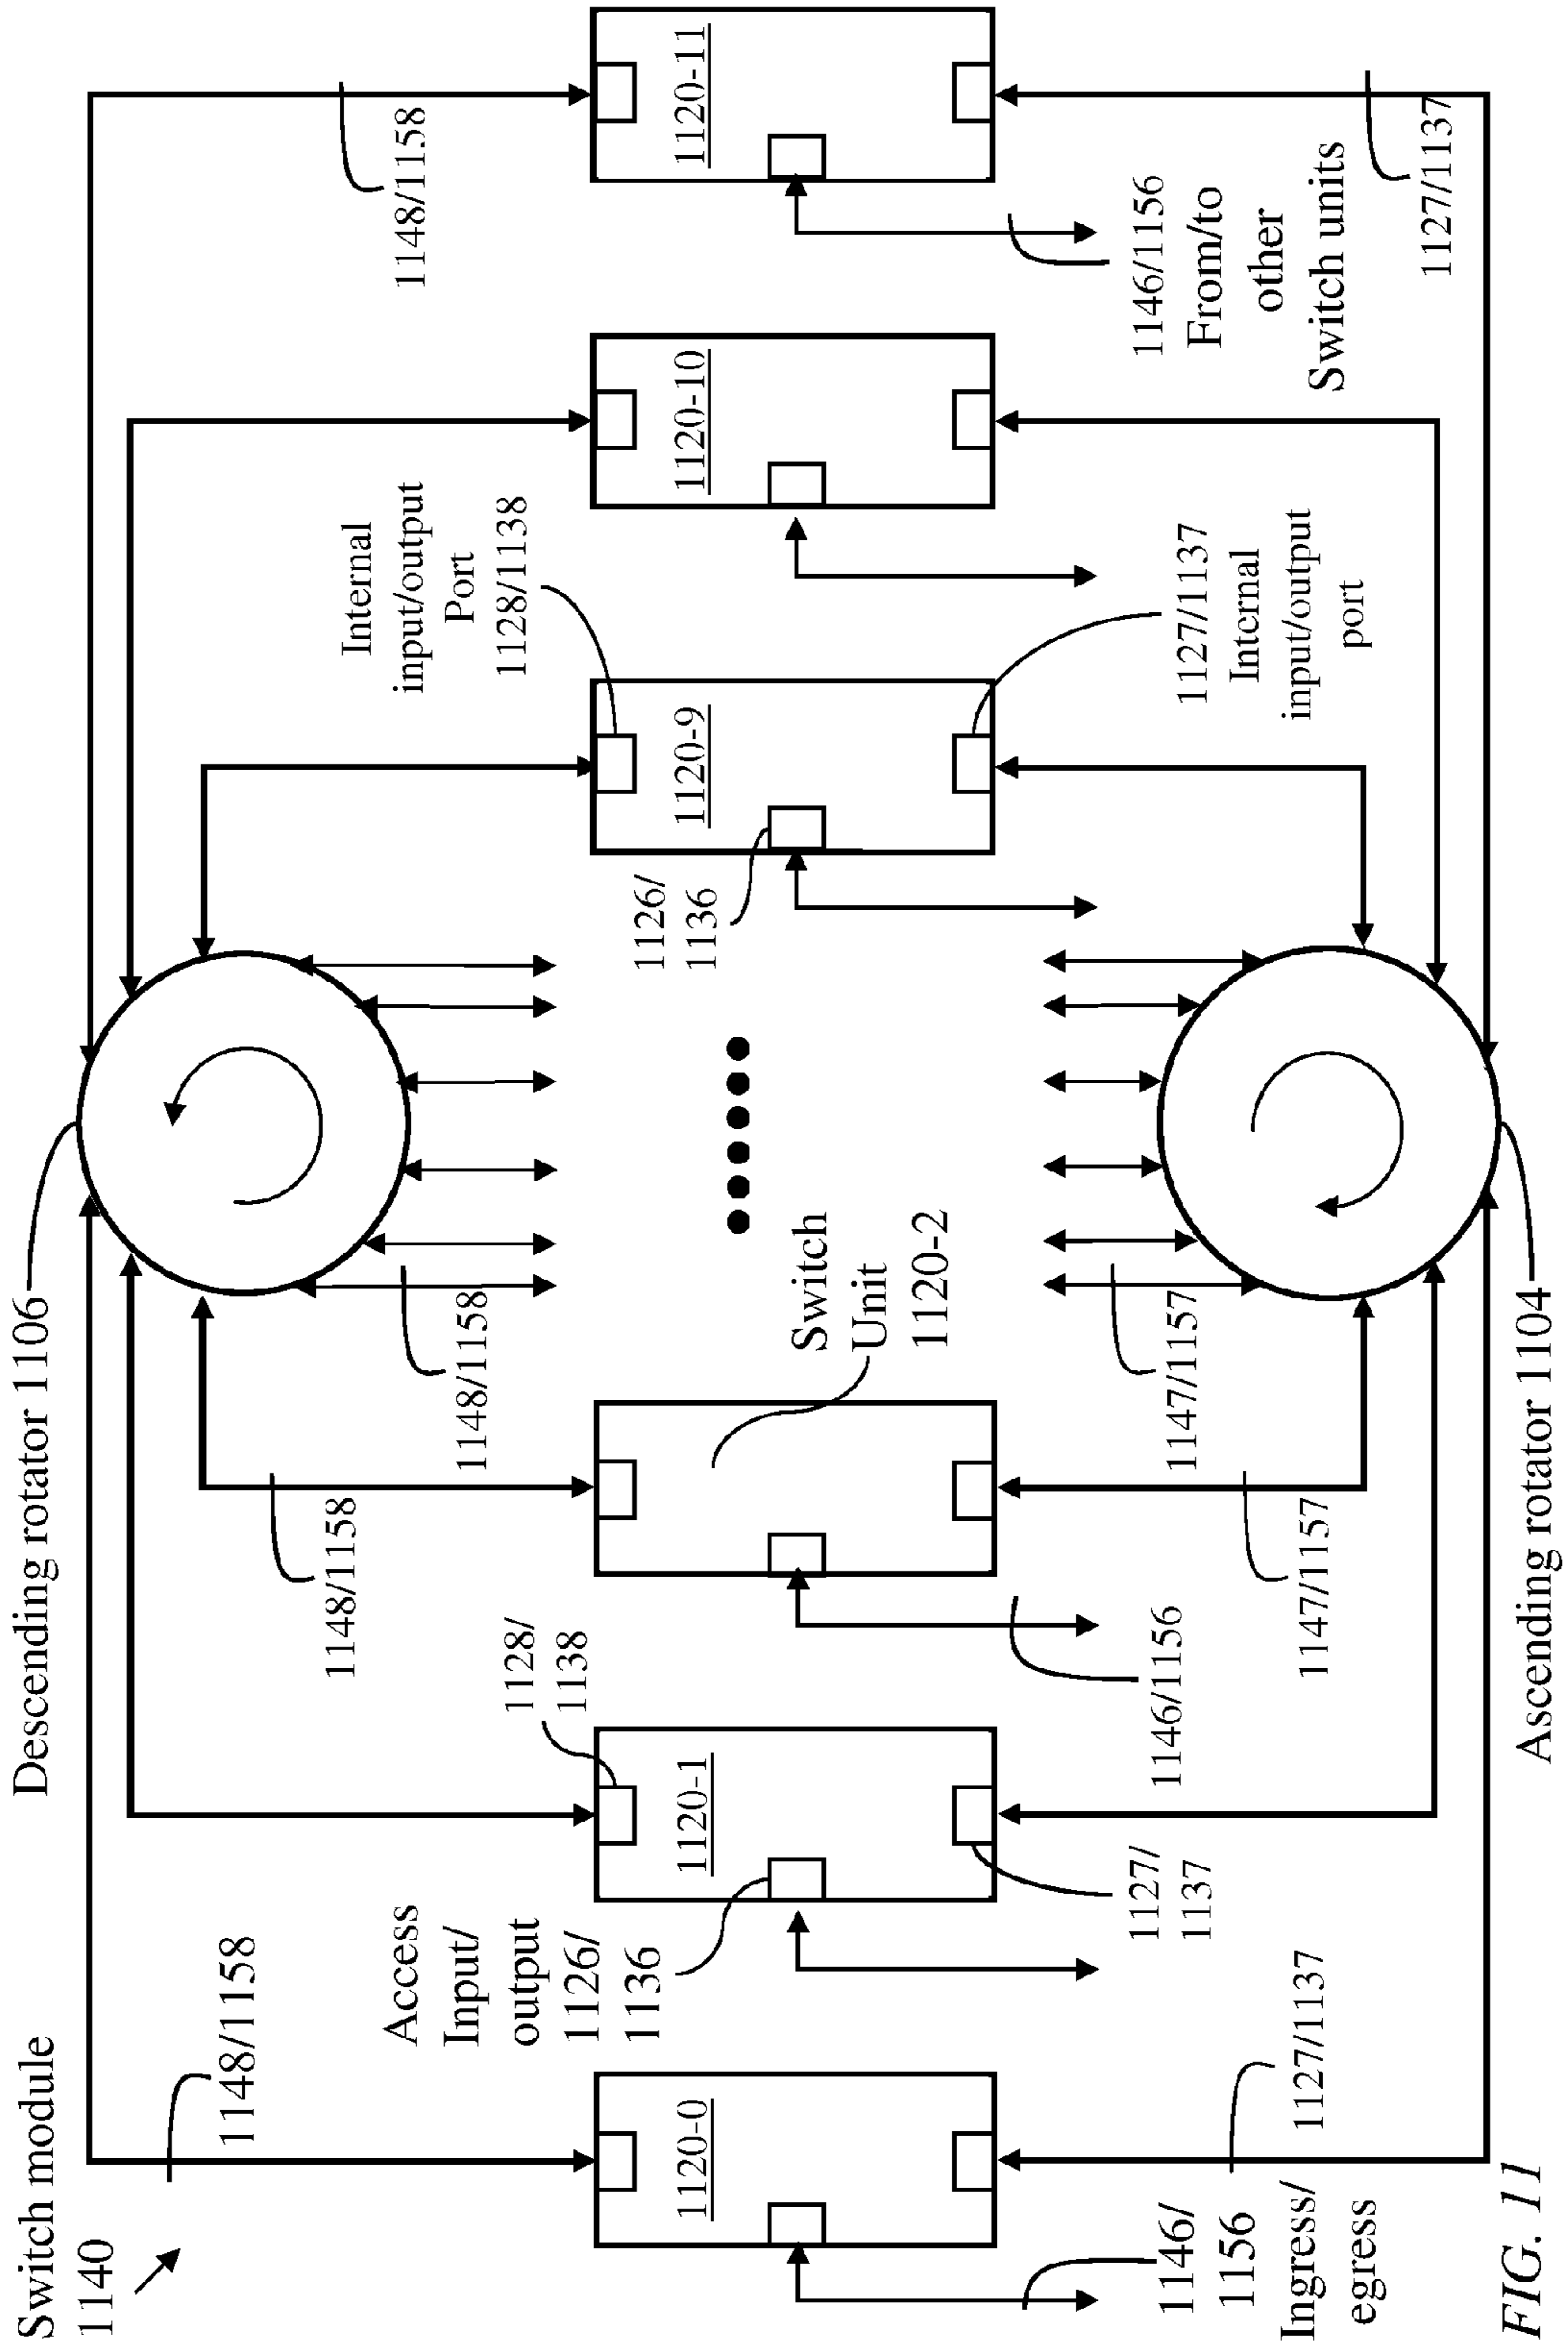 Switch module
1140
Descending rotator 1106
1148/1158
1148/1158
1148/1158
1148/1158
Internal
input/output
Port
1128/1138
Access
Input/
output
1126/
1136
1128/
1138
1126/
1136
1120-0
1120-1
1120-9
1120-10
1120-11
Switch
Unit
1120-2
1146/
1156
Ingress/
egress
1127/1137
1127/
1137
1146/1156
1147/1157
1147/1157
1127/1137
Internal
input/output
port
1146/1156
From/to
other
Switch units
1127/1137
Ascending rotator 1104
FIG. 11